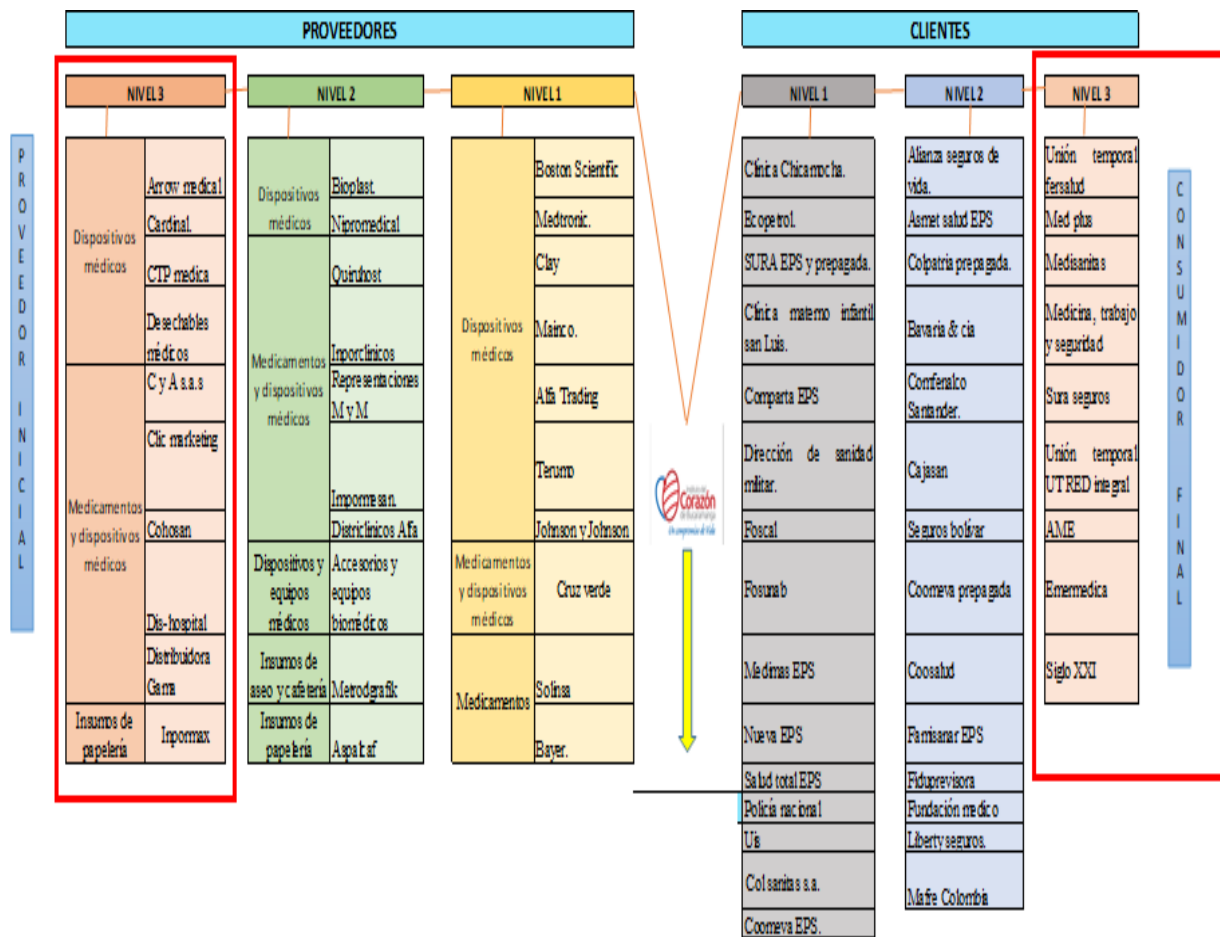 PROVEEDORES
CLIENTES
NIVEL 3
NIVEL 2
NIVEL 1
NIVEL 1
NIVEL 2
NIVEL 3
PROVEEDOR INICIAL
Dispositivos
médicos
Arrow medical
Cardinal.
CTP medica
Desechables
médicos
Medicamentos
y dispositivos
médicos
C y A s.a.s
Clic marketing
Cohosan
Dis-hospital
Distribuidora
Gama
Insumos de
papelería
Inpormax
Dispositivos
médicos
Bioplast.
Nipromedical
Medicamentos
y dispositivos
médicos
Quiruhost
Inporclinicos
Representaciones
M y M
Impormesan.
Districlinicos Alfa
Dispositivos y
equipos
médicos
Accesorios y
equipos
biomédicos
Insumos de
aseo y cafetería
Metrodgrafik
Insumos de
papelería
Dispositivos
médicos
Boston Scientific
Medtronic.
Clay
Mainco.
Alfa Trading
Terumo
Johnson y Johnson
Medicamentos
y dispositivos
médicos
Cruz verde
Medicamentos
Solinsa
Bayer.
Corazón
Clínica Chicamocha.
Ecopetrol.
SURA EPS y prepagada.
Clínica materno infantil
san Luis.
Comparta EPS
Dirección de sanidad
militar.
Foscal
Fosunab
Medimas EPS
Nueva EPS
Salud total EPS
Policía nacional
Uis
Colsanitas s.a.
Coomeva EPS.
Alianza seguros de
vida.
Asmet salud EPS
Colpatria prepagada.
Bavaria & cia
Comfenalco
Santander.
Cajasan
Seguros bolívar
Coomeva prepagada
Coosalud
Famisanar EPS
Fiduprevisora
Fundación medico
Liberty seguros.
Mafre Colombia
Unión temporal
fersalud
Med plus
Medisanitas
Medicina, trabajo
y seguridad
Sura seguros
Unión temporal
UT RED integral
AME
Emermedica
Siglo XXI
CONSUMIDOR FINAL